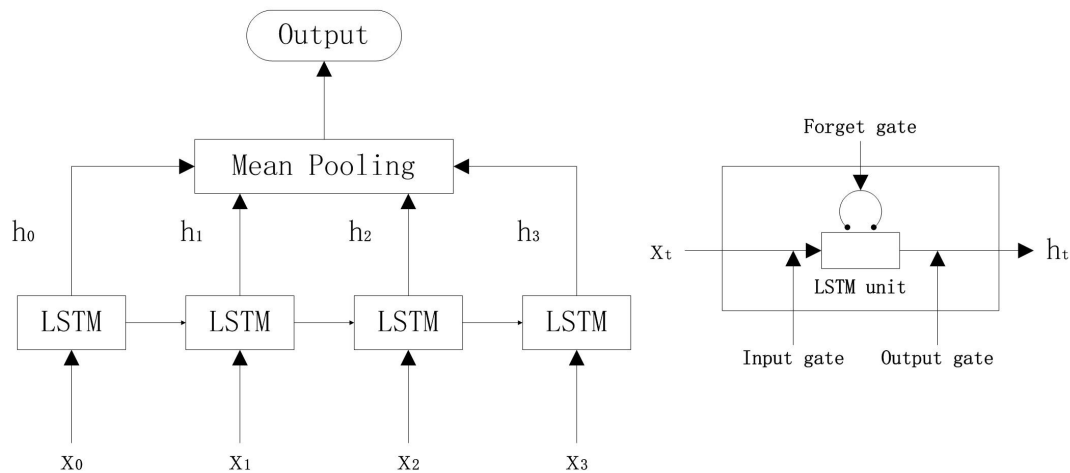 Output
Mean Pooling
h₀
h₁
h₂
h₃
LSTM
LSTM
LSTM
LSTM
x₀
x₁
x₂
x₃
Forget gate
xₜ
hₜ
LSTM unit
Input gate
Output gate